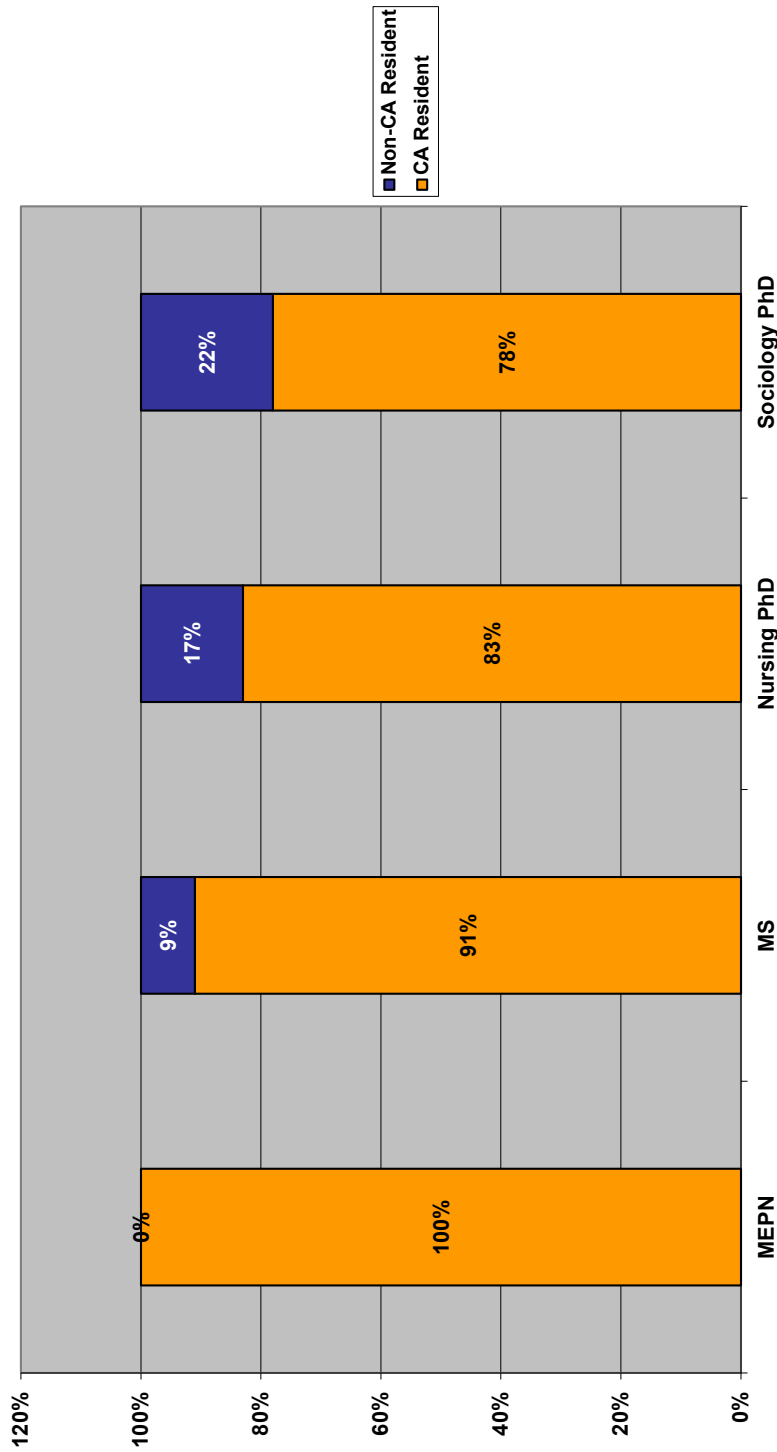 120%
100%
80%
60%
40%
20%
0%
0%
100%
9%
91%
17%
83%
22%
78%
MEPN
MS
Nursing PhD
Sociology PhD
Non-CA Resident
CA Resident